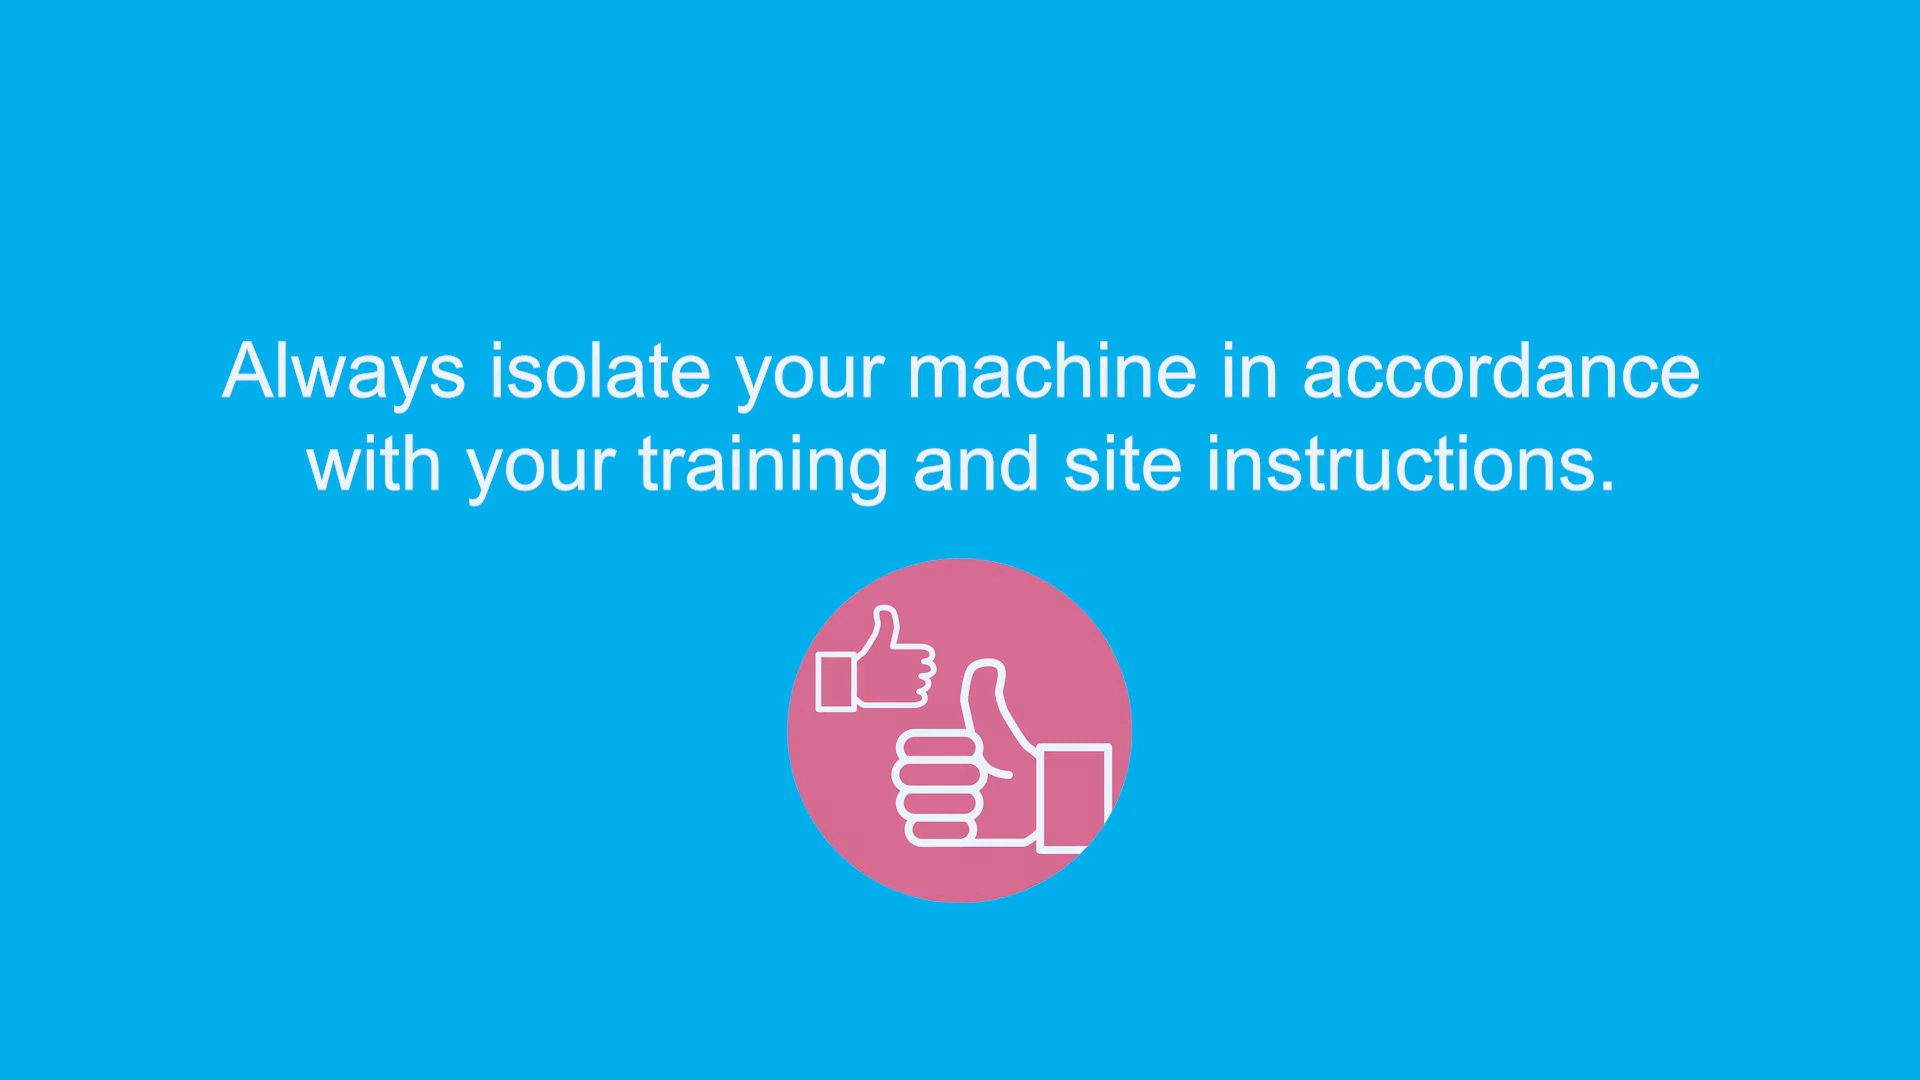 Always isolate your machine in accordance
with your training and site instructions.